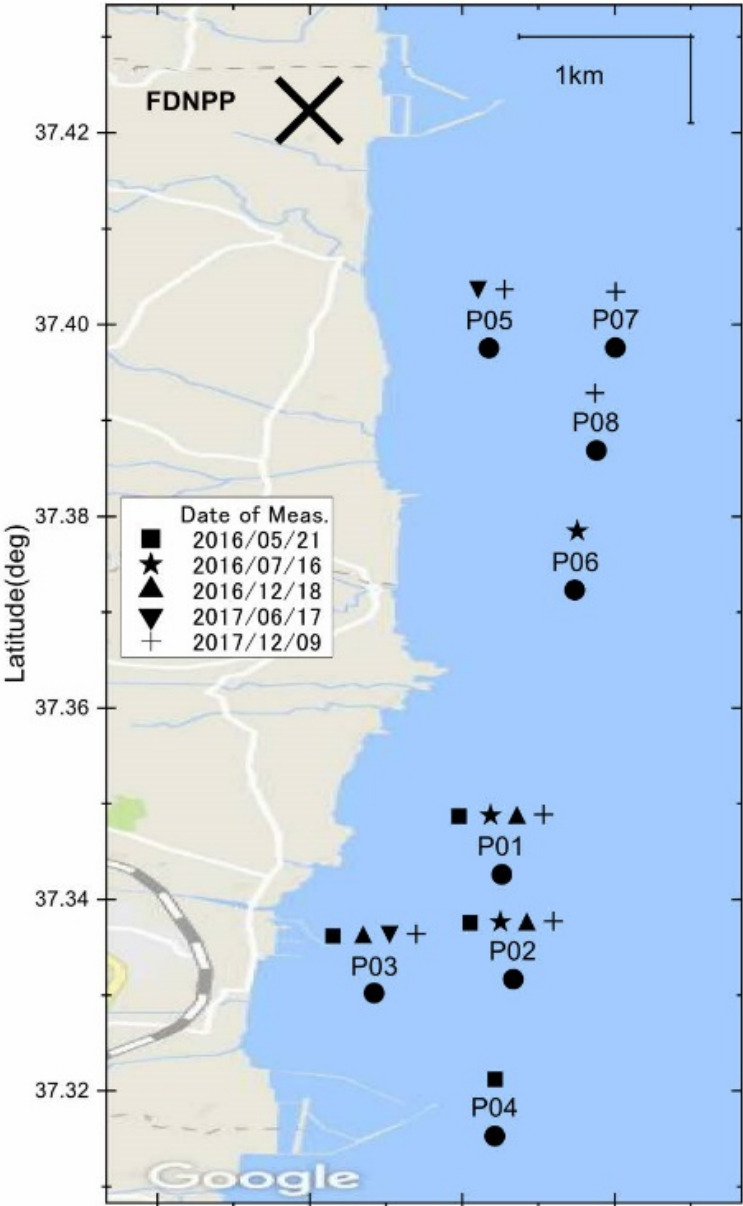 FDNPP
1km
37.42
37.40
P05
P07
P08
37.38
Date of Meas.
2016/05/21
2016/07/16
2016/12/18
2017/06/17
2017/12/09
P06
Latitude(deg)
37.36
P01
37.34
P03
P02
37.32
P04
Google